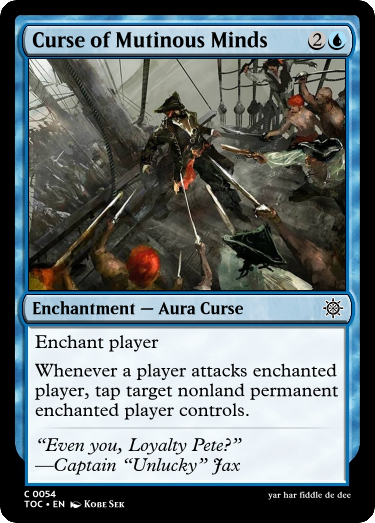 Curse of Mutinous Minds 2
Enchantment — Aura Curse
Enchant player
Whenever a player attacks enchanted
player, tap target nonland permanent
enchanted player controls.
“Even you, Loyalty Pete?”
—Captain “Unlucky” Jax
C 0054
TOC • EN Kobe Sek
yar har fiddle de dee